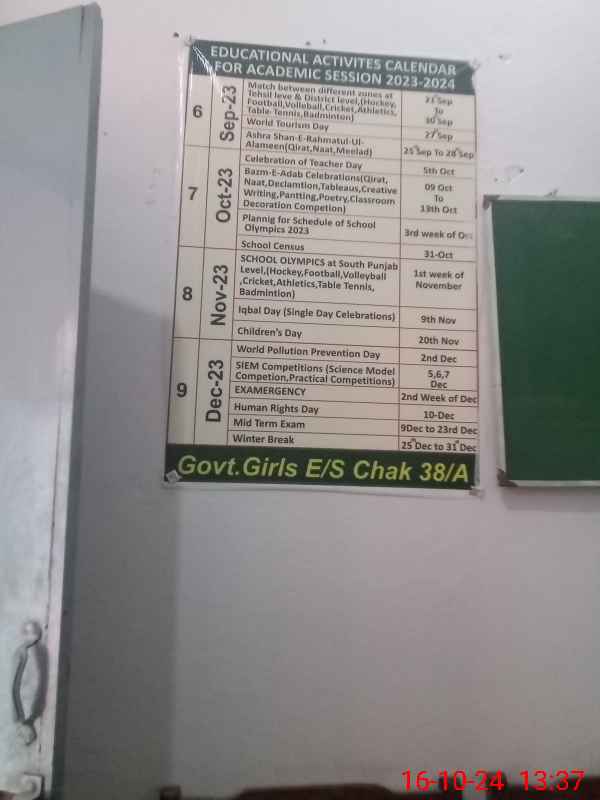 EDUCATIONAL ACTIVITES CALENDAR
FOR ACADEMIC SESSION 2023-2024
6
Sep-23
Match between different zones at
Tehsil leve & District level,(Hockey,
Football,Volleball,Cricket,Athletics,
Table-Tennis,Badminton)
21 Sep
To
30 Sep
World Tourism Day
27 Sep
Ashra Shan-E-Rahmatul-Ul-
Alameen(Qirat,Naat,Meelad)
25 Sep To 28 Sep
7
Oct-23
Celebration of Teacher Day
5th Oct
Bazm-E-Adab Celebrations(Qirat,
Naat,Declamtion,Tableaus,Creative
Writing,Pantting,Poetry,Classroom
Decoration Competion)
09 Oct
To
13th Oct
Plannig for Schedule of School
Olympics 2023
3rd week of Oct
School Census
31-Oct
8
Nov-23
SCHOOL OLYMPICS at South Punjab
Level,(Hockey,Football,Volleyball
,Cricket,Athletics,Table Tennis,
Badmintion)
1st week of
November
Iqbal Day (Single Day Celebrations)
9th Nov
Children's Day
20th Nov
9
Dec-23
World Pollution Prevention Day
2nd Dec
SIEM Competitions (Science Model
Competion,Practical Competitions)
5,6,7
Dec
EXAMERGENCY
2nd Week of Dec
Human Rights Day
10-Dec
Mid Term Exam
9Dec to 23rd Dec
Winter Break
25th Dec to 31st Dec
Govt.Girls E/S Chak 38/A
16-10-24 13:37